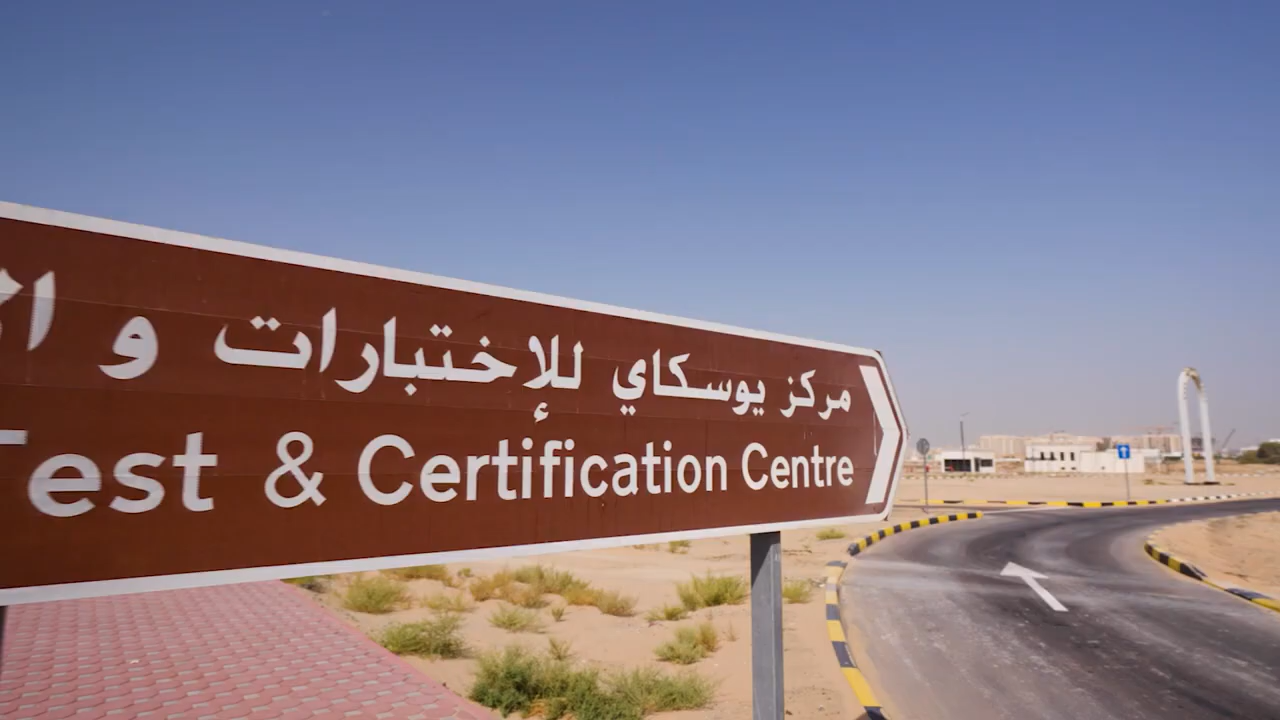 مركز يوسكاي للإختبارات و
Test & Certification Centre